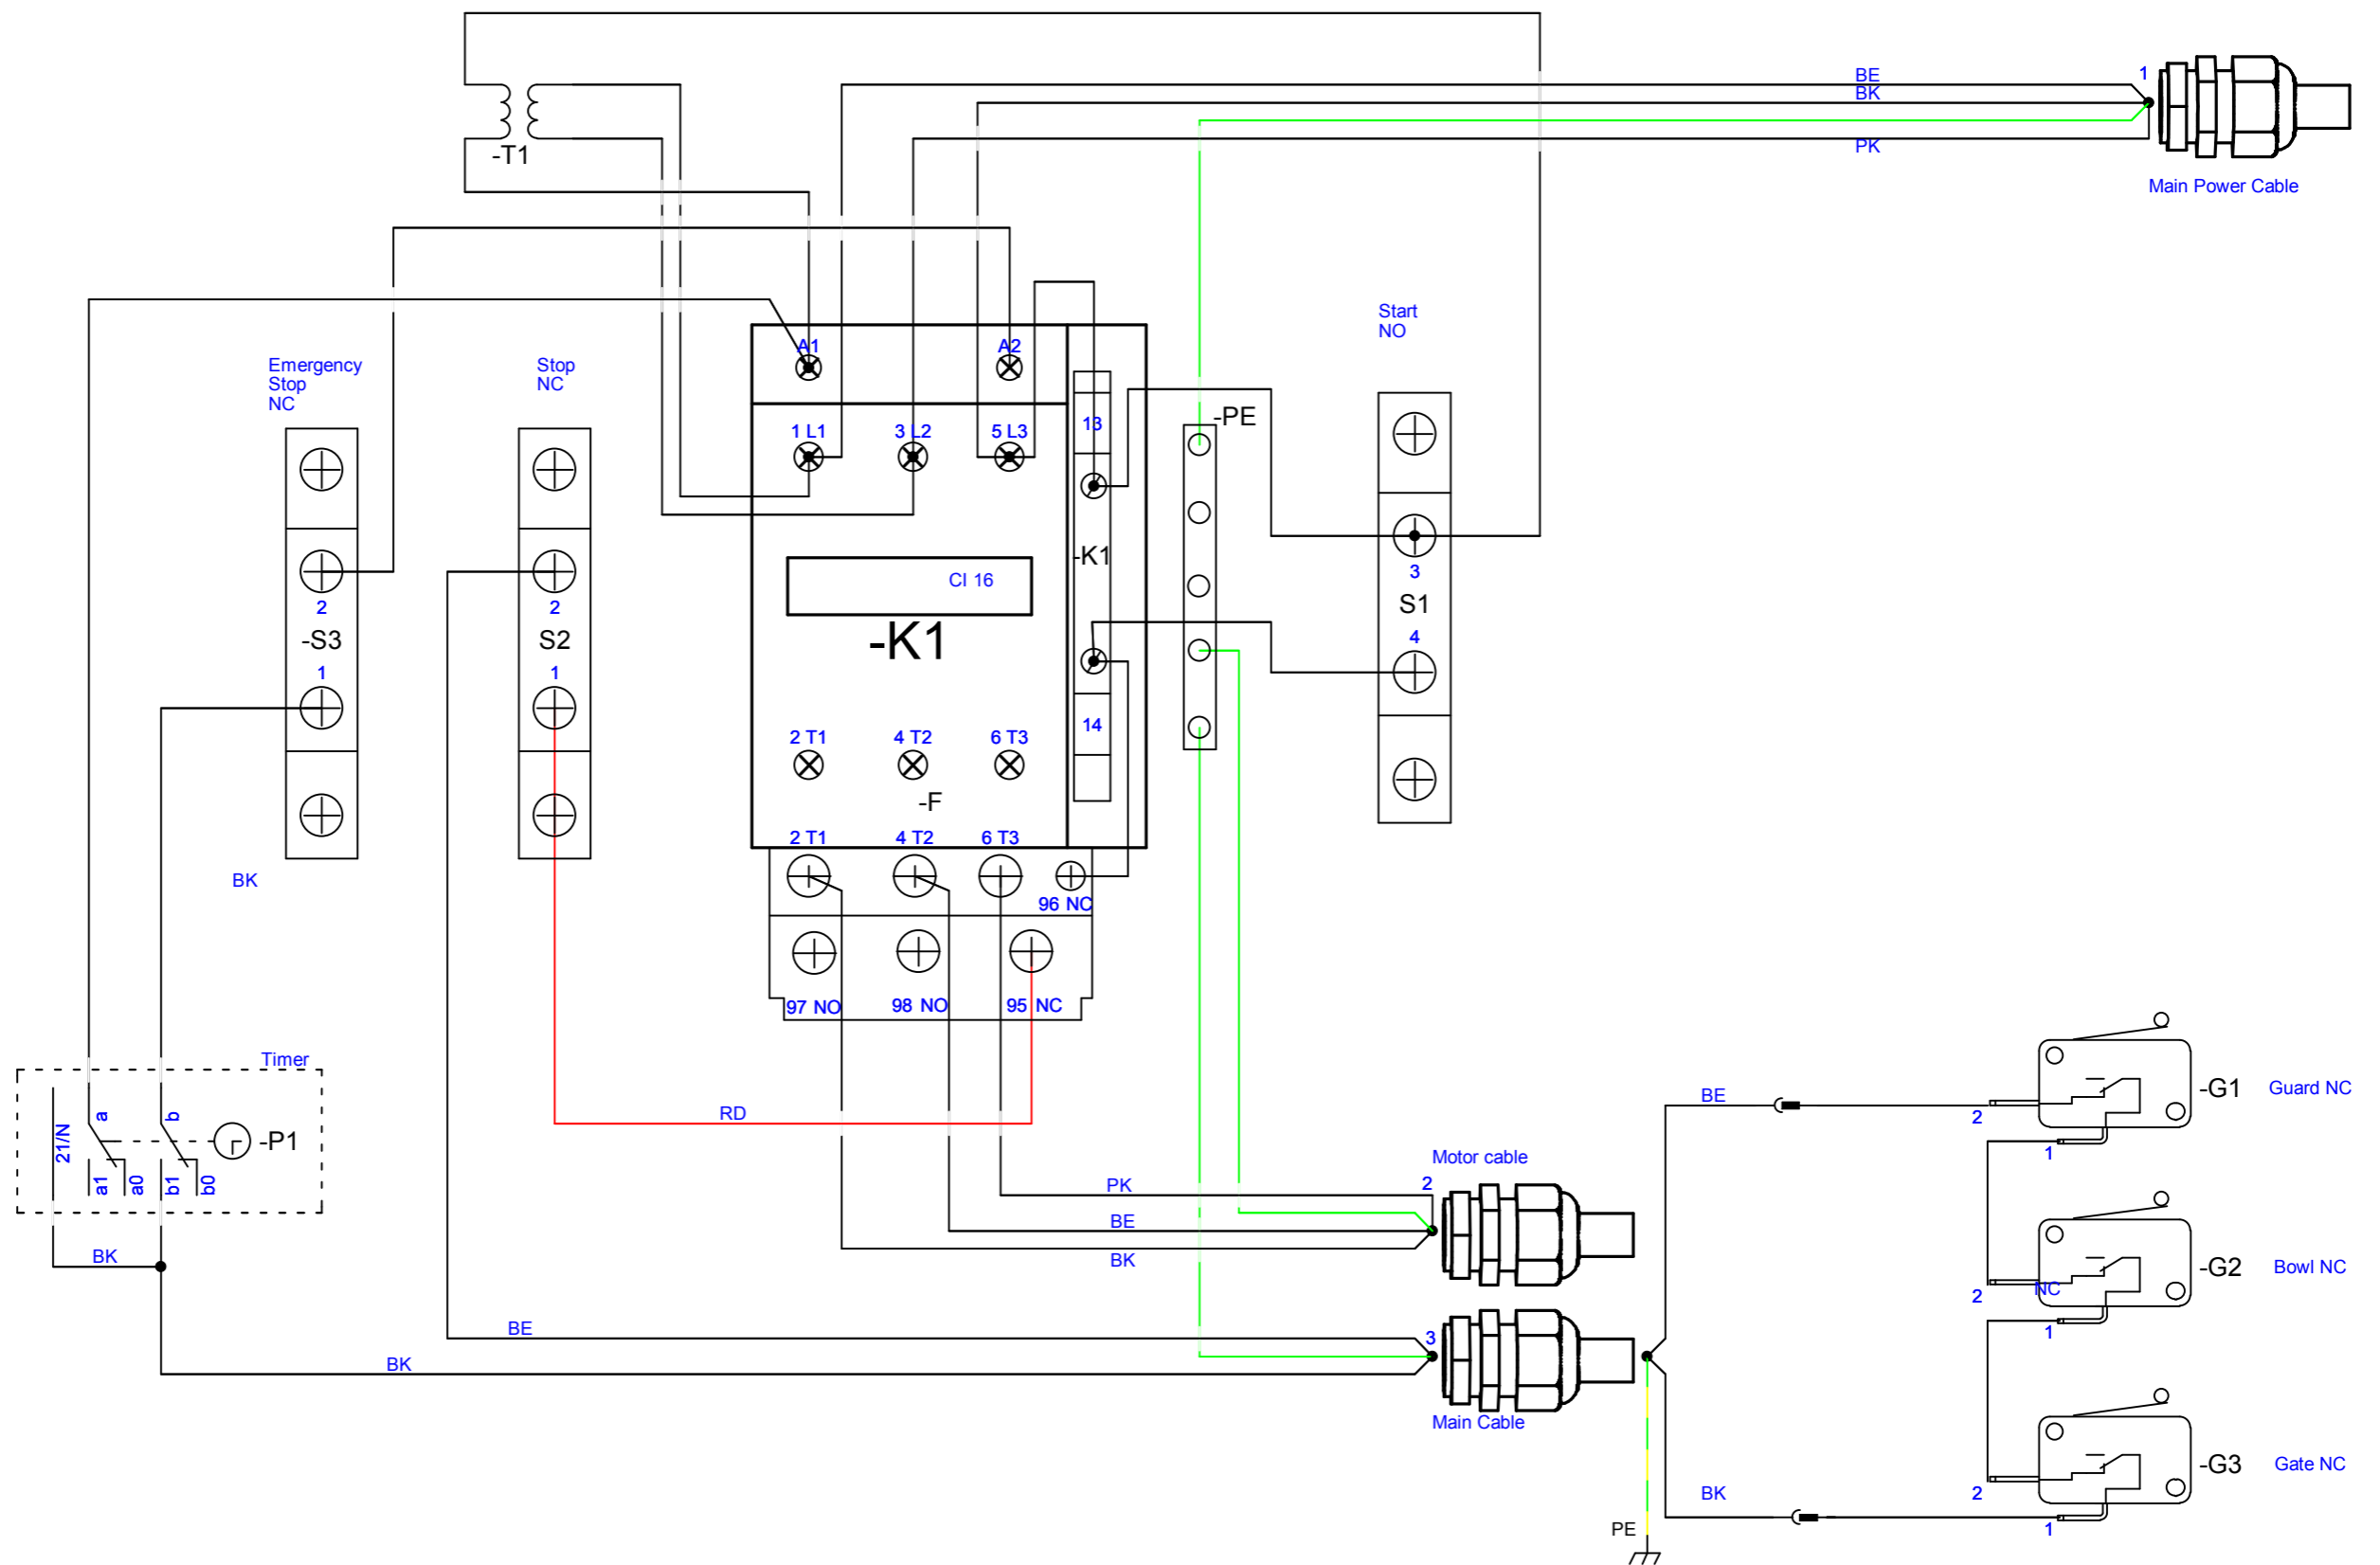 BE
1
BK
-T1
PK
Main Power Cable
Start
NO
A1
A2
Emergency
Stop
NC
Stop
NC
-PE
13
1 L1
3 L2
5 L3
-K1
CI 16
3
2
2
S1
-S3
S2
-K1
4
1
1
14
2 T1
4 T2
6 T3
-F
2 T1
4 T2
6 T3
BK
96 NC
97 NO
98 NO
95 NC
Timer
-G1
Guard NC
BE
a
b
RD
2
21/N
-P1
1
Motor cable
a1
a0
b1
b0
PK
2
BE
BK
BK
-G2
Bowl NC
NC
2
BE
3
1
BK
Main Cable
-G3
Gate NC
BK
2
PE
1